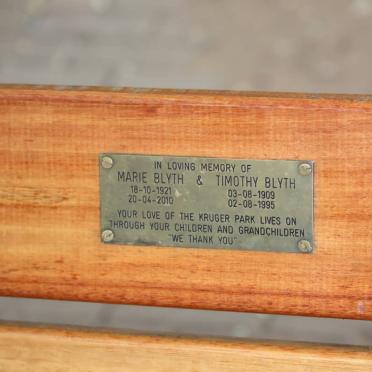 IN LOVING MEMORY OF
MARIE BLYTH & TIMOTHY BLYTH
18-10-1921 03-08-1909
20-04-2010 02-08-1995
YOUR LOVE OF THE KRUGER PARK LIVES ON
THROUGH YOUR CHILDREN AND GRANDCHILDREN
"WE THANK YOU"